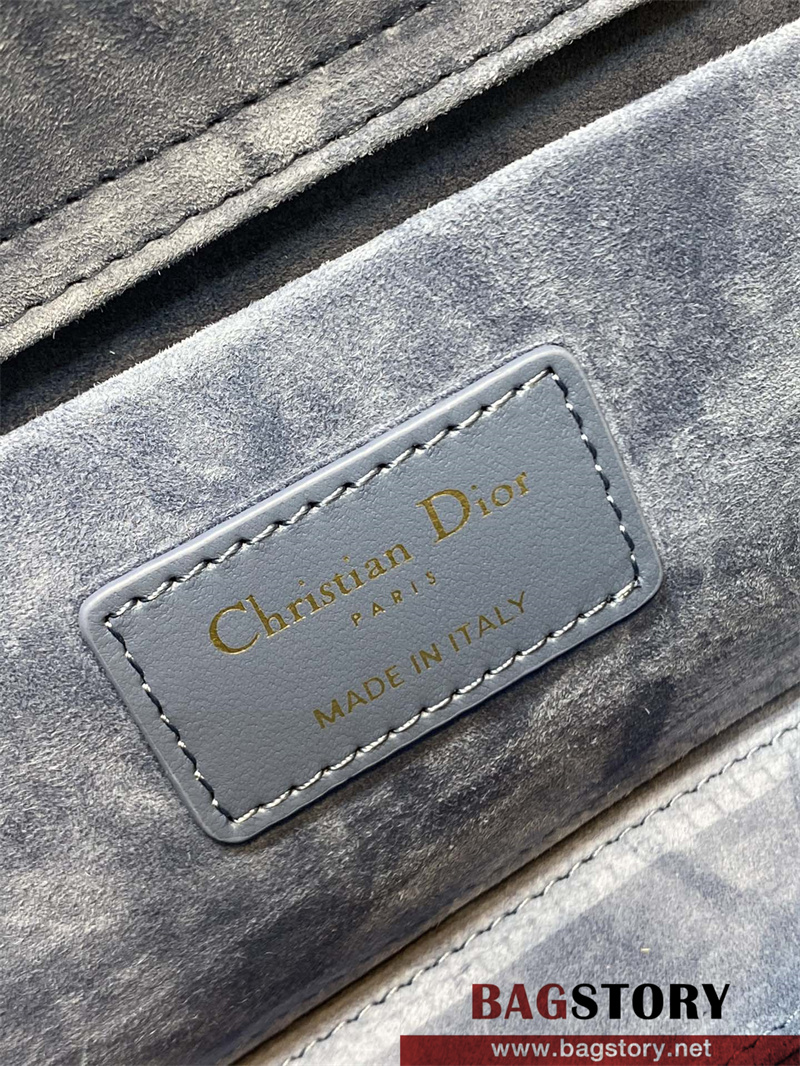 Christian Dior
PARIS
MADE IN ITALY
BAGSTORY
www.bagstory.net